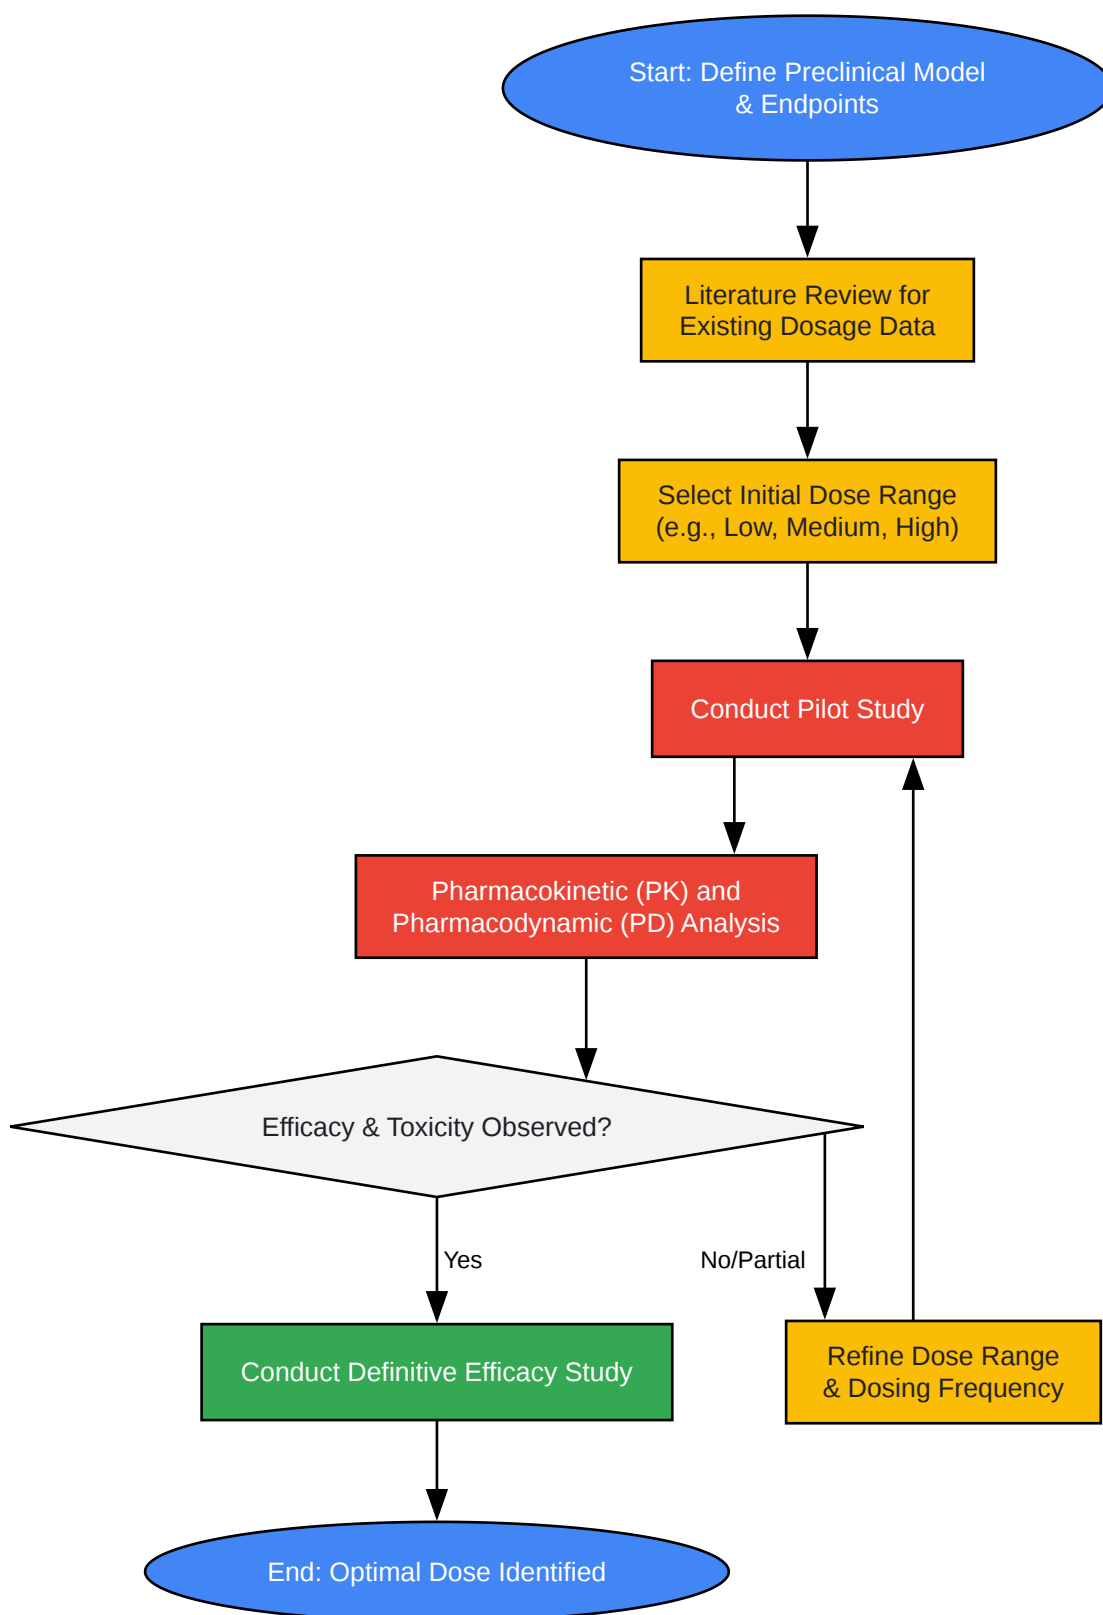 Start: Define Preclinical Model
& Endpoints
Literature Review for
Existing Dosage Data
Select Initial Dose Range
(e.g., Low, Medium, High)
Conduct Pilot Study
Pharmacokinetic (PK) and
Pharmacodynamic (PD) Analysis
Efficacy & Toxicity Observed?
Yes
No/Partial
Conduct Definitive Efficacy Study
Refine Dose Range
& Dosing Frequency
End: Optimal Dose Identified